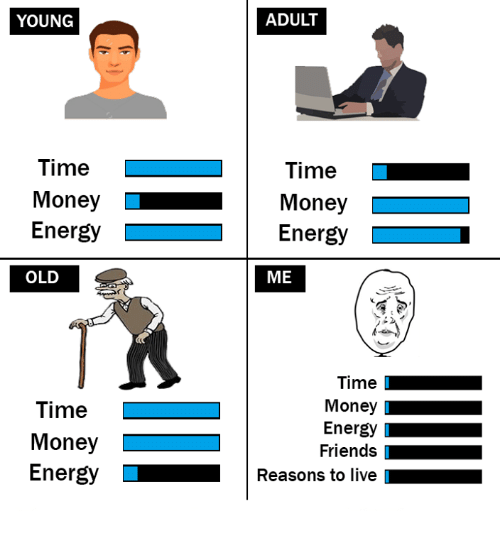 YOUNG
Time
Money
Energy
ADULT
Time
Money
Energy
OLD
Time
Money
Energy
ME
Time
Money
Energy
Friends
Reasons to live